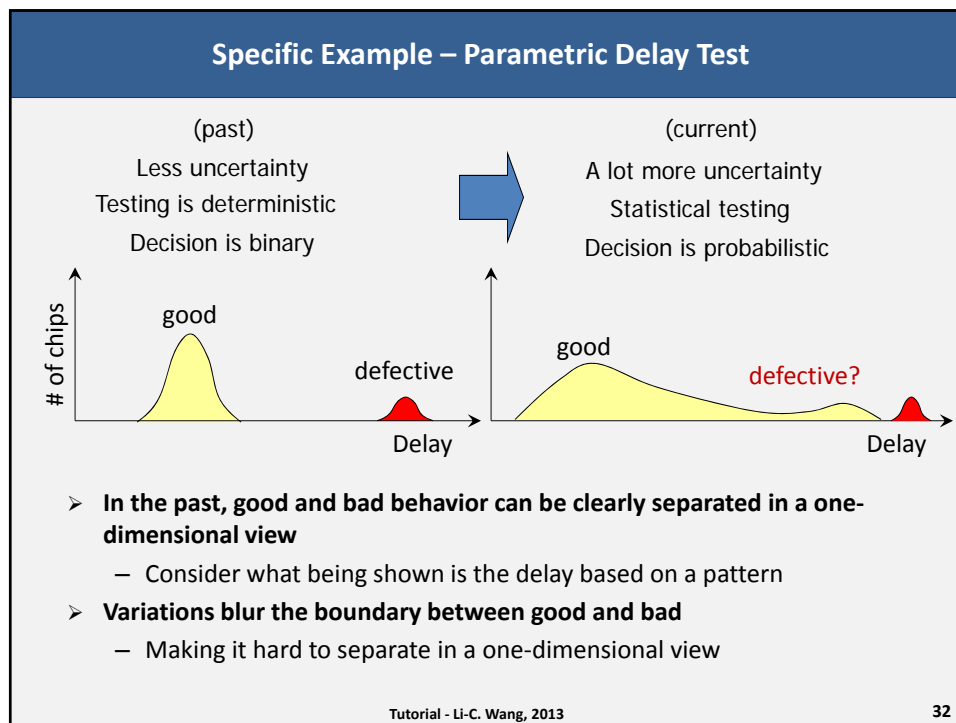 Specific Example – Parametric Delay Test
(past)
Less uncertainty
Testing is deterministic
Decision is binary
(current)
A lot more uncertainty
Statistical testing
Decision is probabilistic
# of chips
good
defective
Delay
good
defective?
Delay
➢ In the past, good and bad behavior can be clearly separated in a one-
dimensional view
– Consider what being shown is the delay based on a pattern
➢ Variations blur the boundary between good and bad
– Making it hard to separate in a one-dimensional view
Tutorial - Li-C. Wang, 2013
32